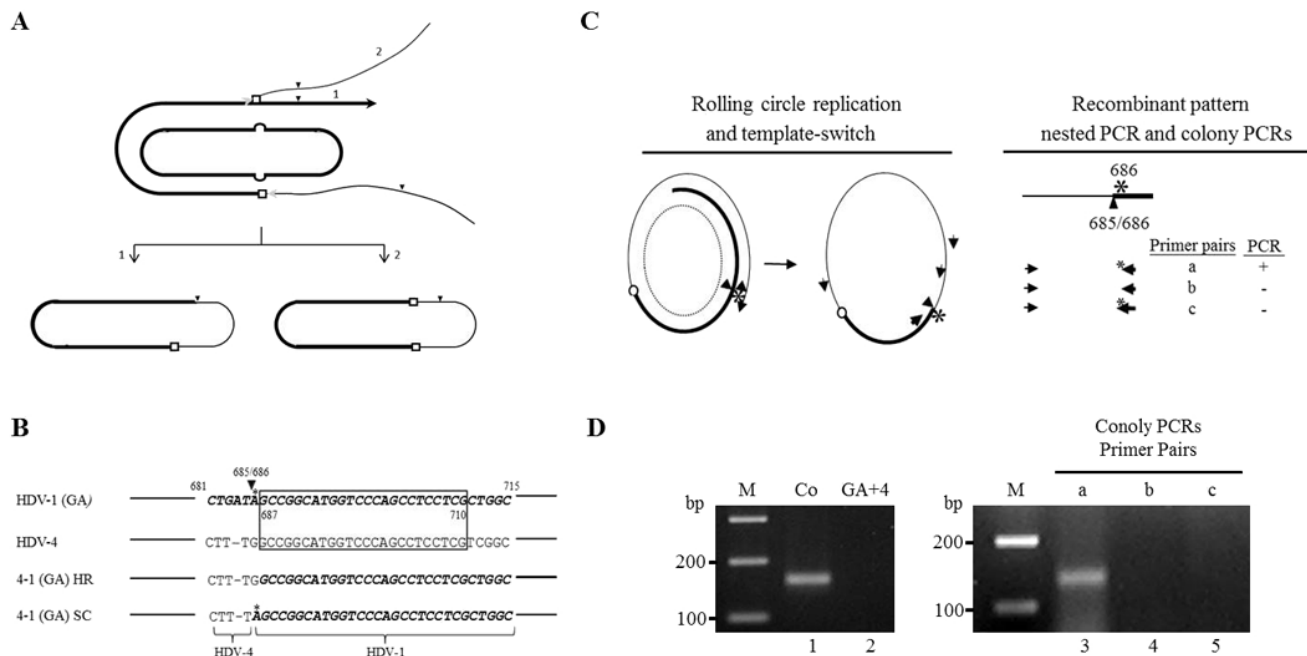 A
2
1
1
2
B
685/686
681
715
HDV-1 (GA)
*
CTGATAGCCGGCATGGTCCCAGCCTCCTCGCTGGC
687
710
HDV-4
CTT-TGGCCGGCATGGTCCCAGCCTCCTCGTCGGC
4-1 (GA) HR
CTT-TGGCCGGCATGGTCCCAGCCTCCTCGCTGGC
4-1 (GA) SC
*
CTT-TAGCCGGCATGGTCCCAGCCTCCTCGCTGGC
HDV-4
HDV-1
C
Rolling circle replication
and template-switch
*
*
Recombinant pattern
nested PCR and colony PCRs
686
*
685/686
Primer pairs PCR
* a +
b -
* c -
D
bp M Co GA+4
200
100
1 2
Conoly PCRs
Primer Pairs
bp M a b c
200
100
3 4 5